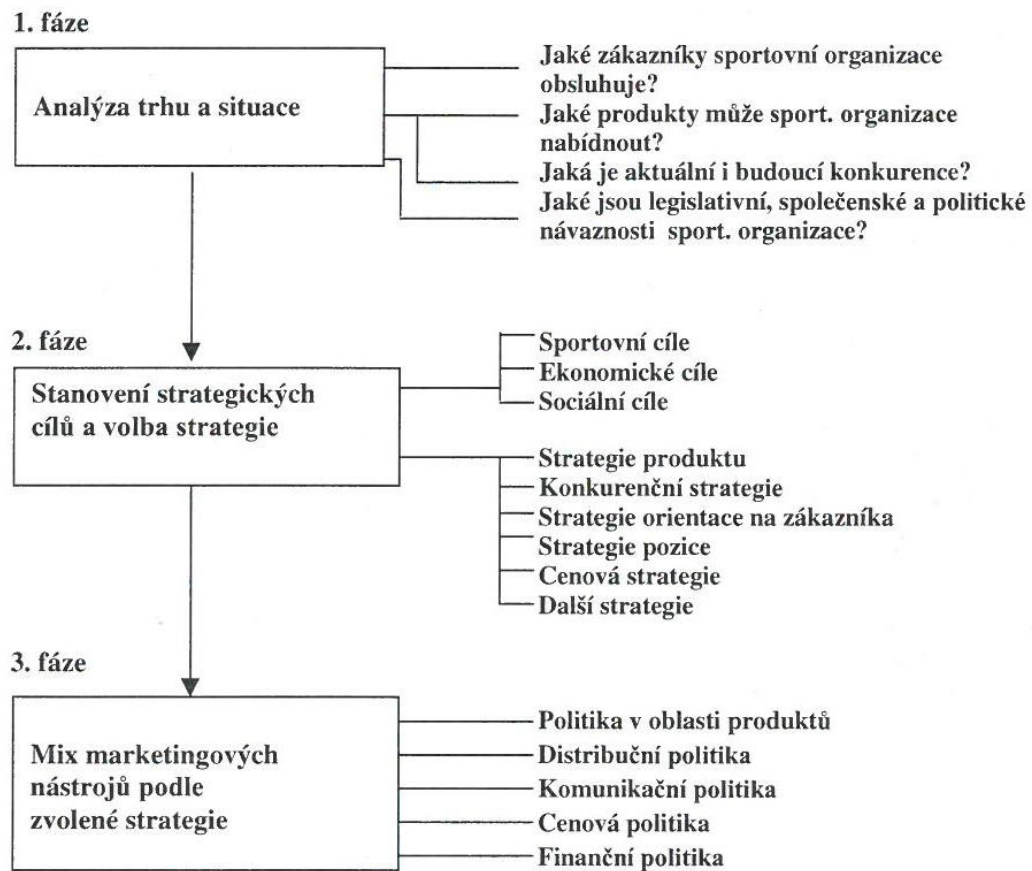 1. fáze
Analýza trhu a situace
Jaké zákazníky sportovní organizace
obsluhuje?
Jaké produkty může sport. organizace
nabídnout?
Jaká je aktuální i budoucí konkurence?
Jaké jsou legislativní, společenské a politické
návaznosti sport. organizace?
2. fáze
Stanovení strategických
cílů a volba strategie
Sportovní cíle
Ekonomické cíle
Sociální cíle
Strategie produktu
Konkurenční strategie
Strategie orientace na zákazníka
Strategie pozice
Cenová strategie
Další strategie
3. fáze
Mix marketingových
nástrojů podle
zvolené strategie
Politika v oblasti produktů
Distribuční politika
Komunikační politika
Cenová politika
Finanční politika